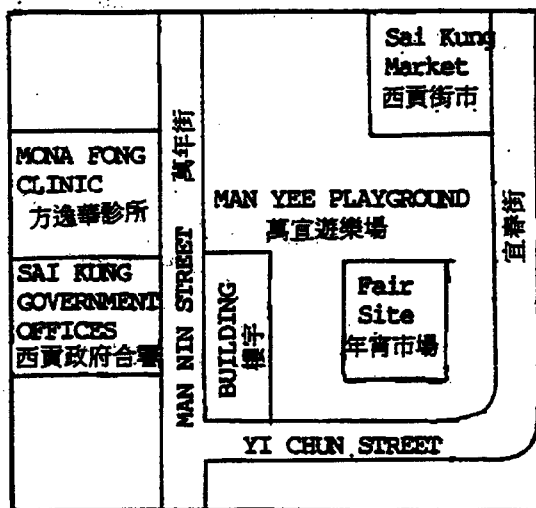 Sai Kung
Market
西貢街市
MONA FONG
CLINIC
方逸華診所
萬年街
MAN NIN STREET
MAN YEE PLAYGROUND
萬宜遊樂場
宜春街
SAI KUNG
GOVERNMENT
OFFICES
西貢政府合署
BUILDING
樓宇
Fair
Site
年宵市場
YI CHUN STREET